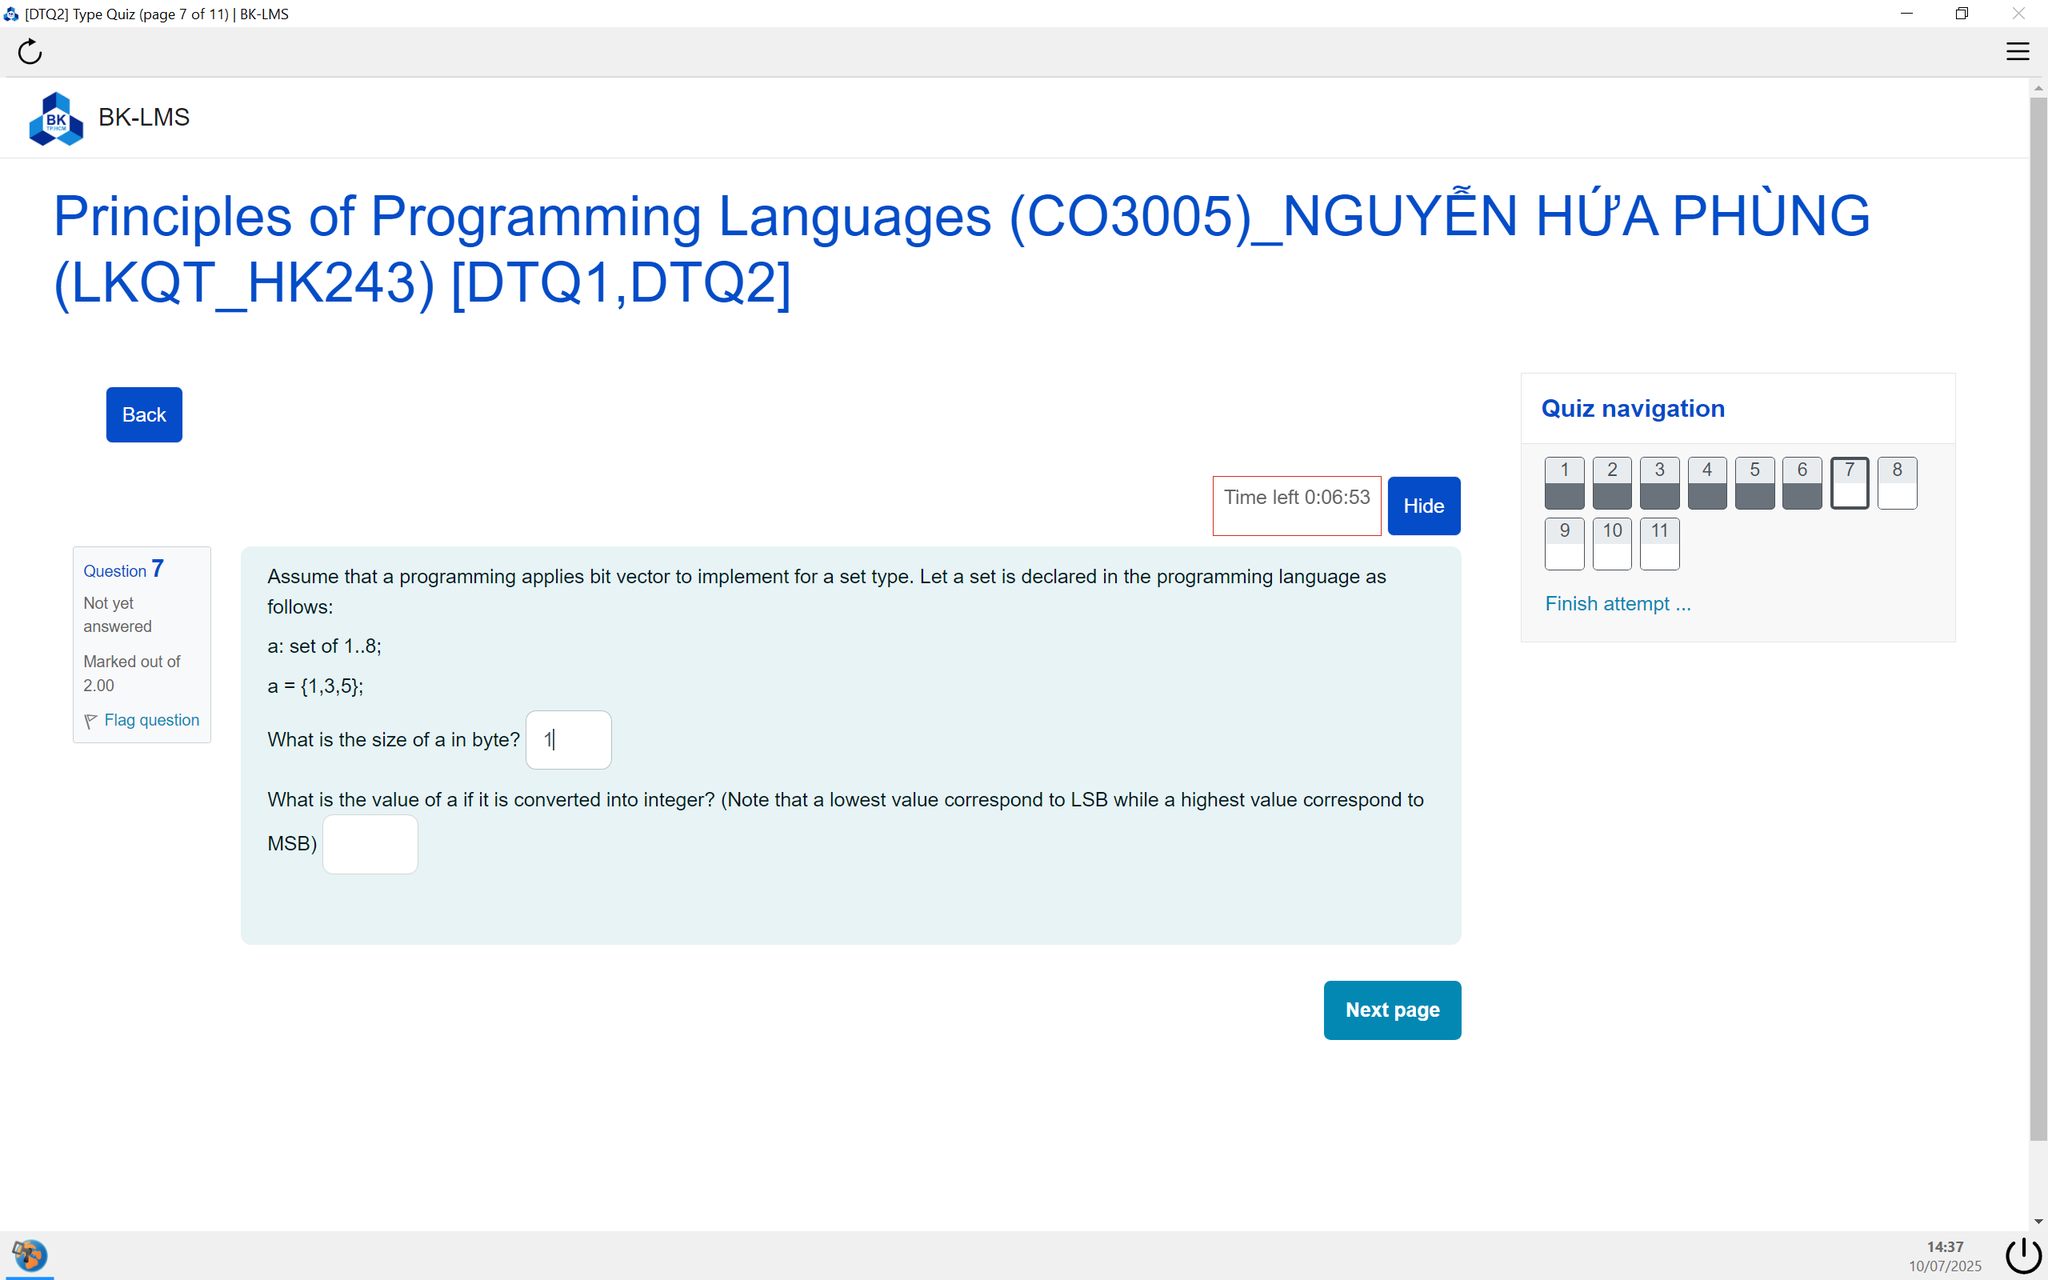 [DTQ2] Type Quiz (page 7 of 11) | BK-LMS
BK
TP.HCM
BK-LMS
Principles of Programming Languages (CO3005)_NGUYỄN HỨA PHÙNG
(LKQT_HK243) [DTQ1,DTQ2]
Back
Quiz navigation
1 2 3 4 5 6 7 8
9 10 11
Finish attempt ...
Time left 0:06:53
Hide
Question 7
Not yet
answered
Marked out of
2.00
Flag question
Assume that a programming applies bit vector to implement for a set type. Let a set is declared in the programming language as
follows:
a: set of 1..8;
a = {1,3,5};
What is the size of a in byte? 1
What is the value of a if it is converted into integer? (Note that a lowest value correspond to LSB while a highest value correspond to
MSB)
Next page
14:37
10/07/2025